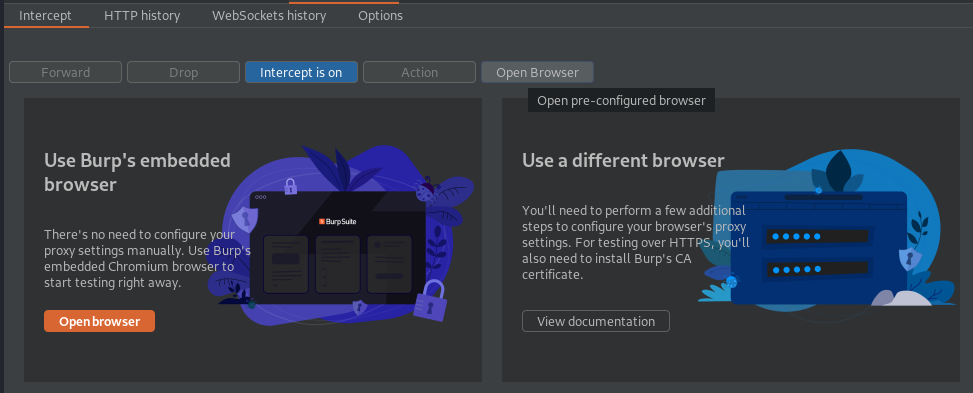 Intercept HTTP history WebSockets history Options
Forward Drop Intercept is on Action Open Browser
Open pre-configured browser
Use Burp's embedded
browser
There's no need to configure your
proxy settings manually. Use Burp's
embedded Chromium browser to
start testing right away.
Open browser
BurpSuite
Use a different browser
You'll need to perform a few additional
steps to configure your browser's proxy
settings. For testing over HTTPS, you'll
also need to install Burp's CA
certificate.
View documentation